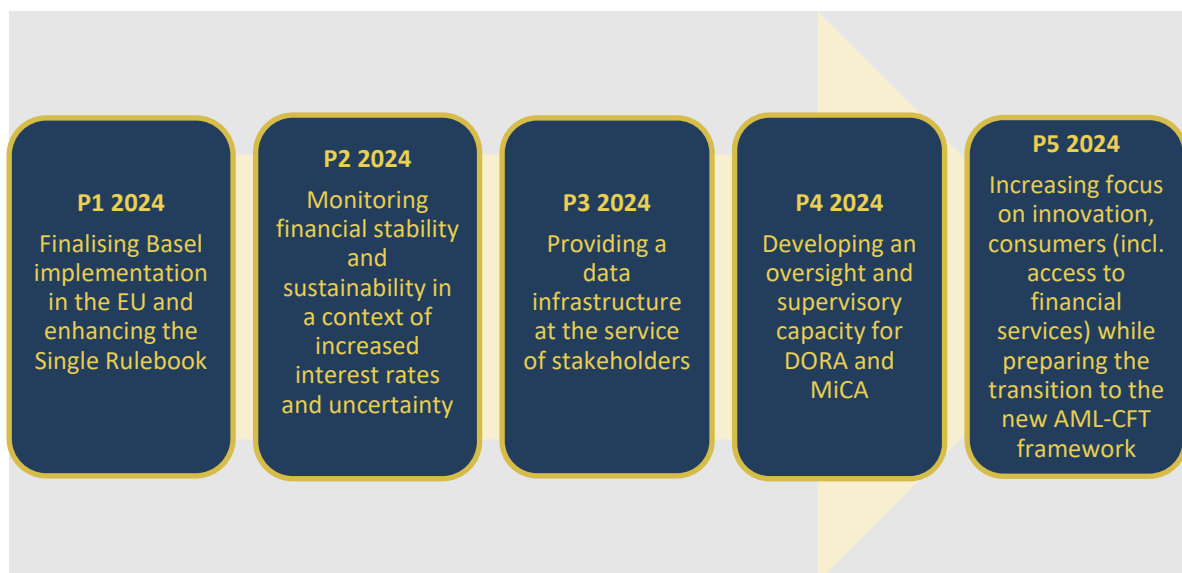 P1 2024
Finalising Basel
implementation
in the EU and
enhancing the
Single Rulebook
P2 2024
Monitoring
financial stability
and
sustainability in
a context of
increased
interest rates
and uncertainty
P3 2024
Providing a
data
infrastructure
at the service
of stakeholders
P4 2024
Developing an
oversight and
supervisory
capacity for
DORA and
MiCA
P5 2024
Increasing focus
on innovation,
consumers (incl.
access to
financial
services) while
preparing the
transition to the
new AML-CFT
framework